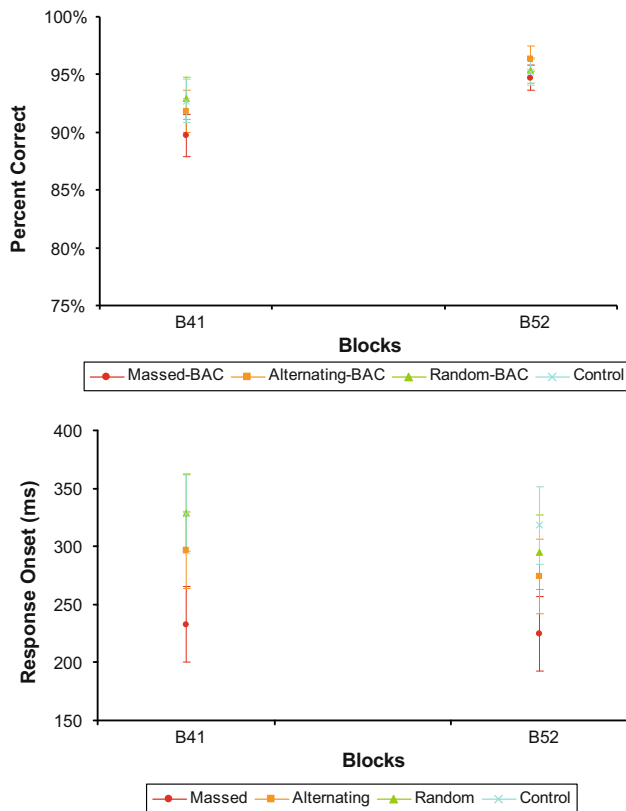 100%
95%
90%
85%
80%
75%
Percent Correct
B41 B52
Blocks
Massed-BAC Alternating-BAC Random-BAC Control
400
350
300
250
200
150
Response Onset (ms)
B41 B52
Blocks
Massed Alternating Random Control